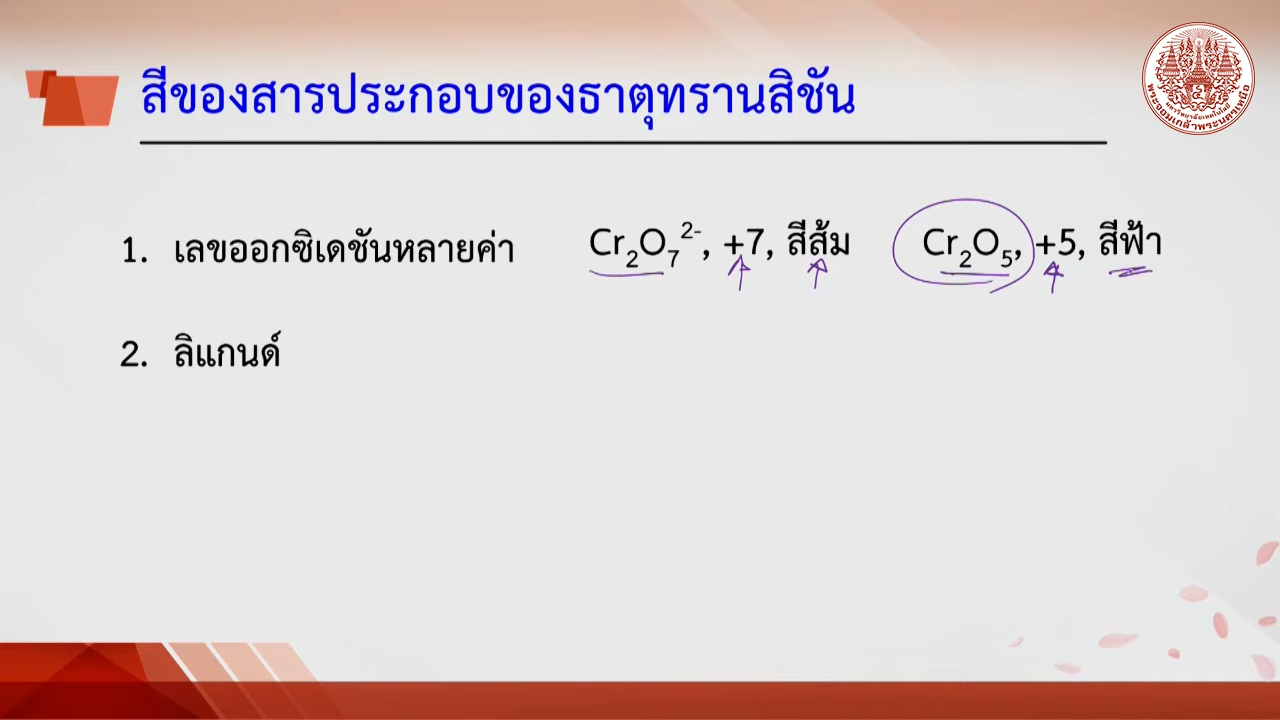 สีของสารประกอบของธาตุทรานสิชัน
1. เลขออกซิเดชันหลายค่า Cr₂O₇²⁻, +7, สีส้ม Cr₂O₅, +5, สีฟ้า
2. ลิแกนด์